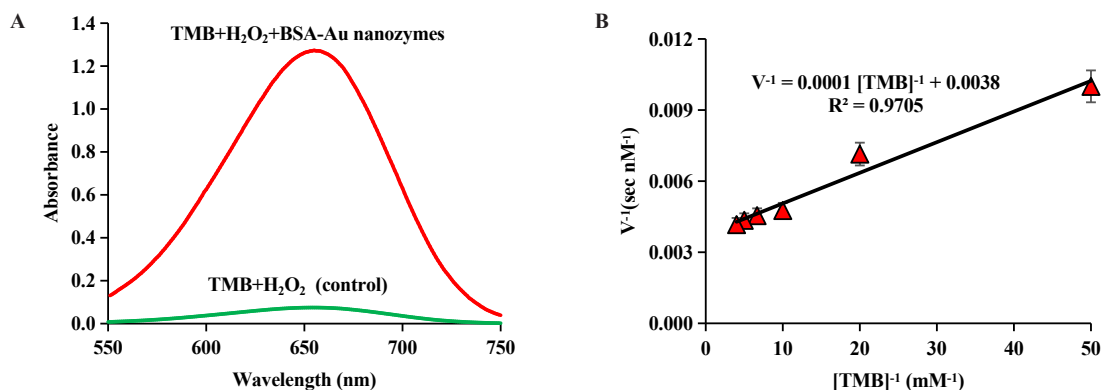 A
1.4
1.2
1.0
0.8
0.6
0.4
0.2
0.0
Absorbance
TMB+H₂O₂+BSA-Au nanozymes
TMB+H₂O₂ (control)
550
600
650
700
750
Wavelength (nm)
B
0.012
0.009
0.006
0.003
0.000
V⁻¹(sec nM⁻¹)
V⁻¹ = 0.0001 [TMB]⁻¹ + 0.0038
R² = 0.9705
0
10
20
30
40
50
[TMB]⁻¹ (mM⁻¹)